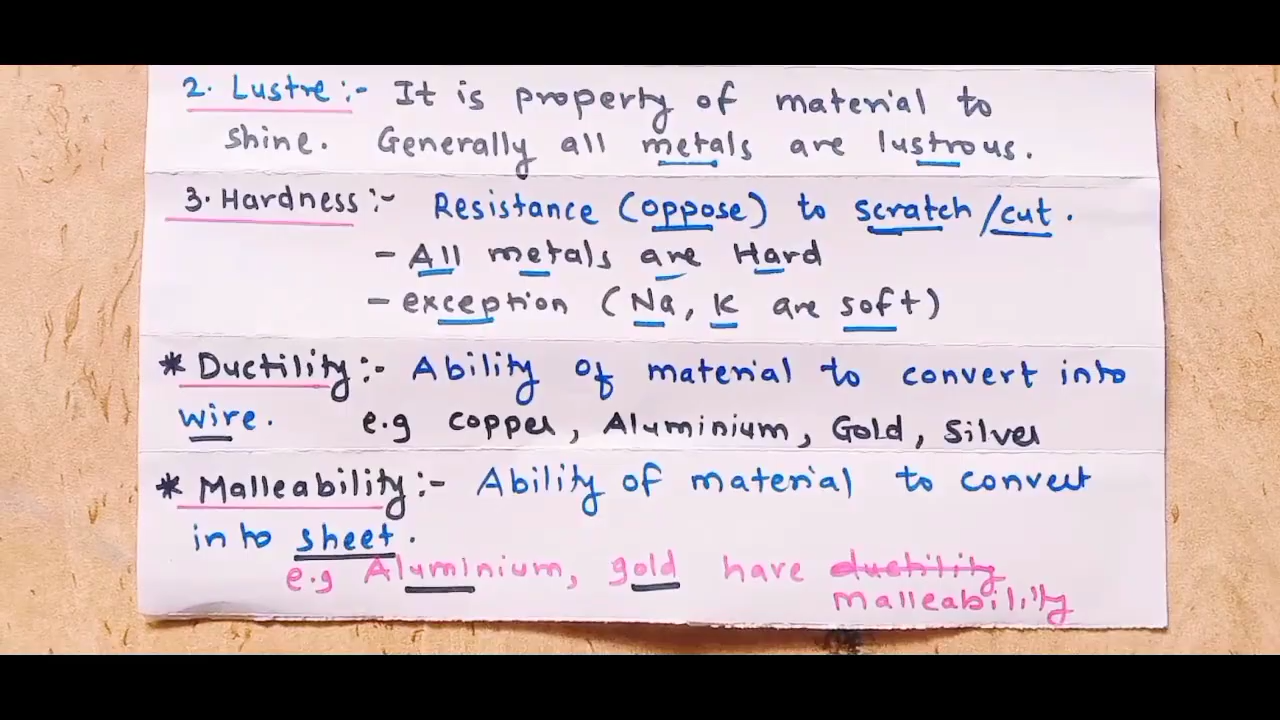 2. Lustre :- It is property of material to
shine. Generally all metals are lustrous.
3. Hardness :- Resistance (oppose) to scratch/cut.
- All metals are Hard
- exception (Na, K are soft)
* Ductility :- Ability of material to convert into
wire. e.g copper, Aluminium, Gold, Silver
* Malleability :- Ability of material to convert
into sheet.
e.g Aluminium, gold have ductility
Malleability